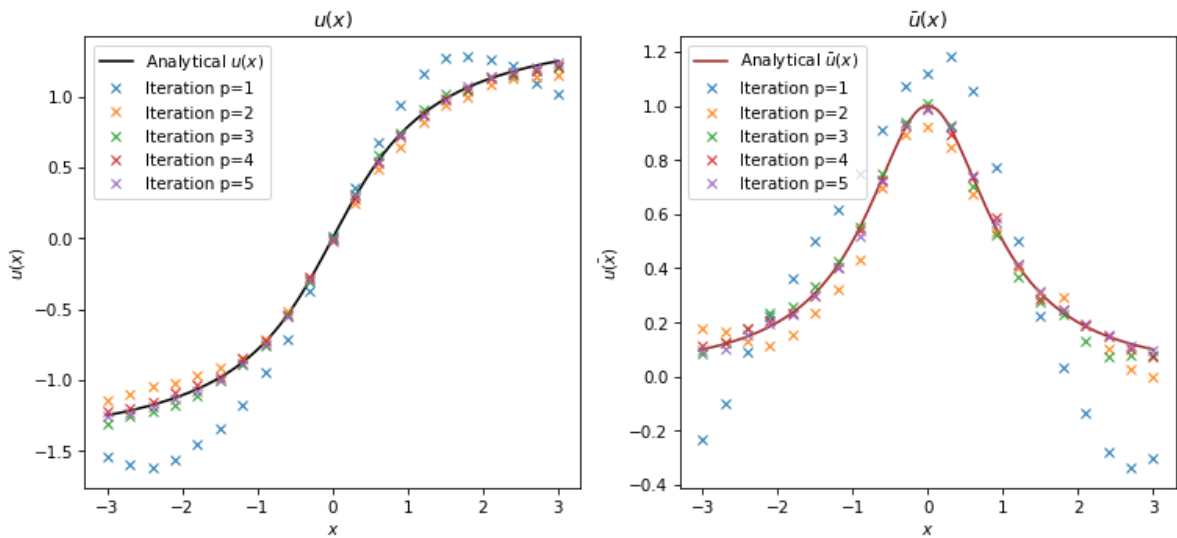 u(x)
Analytical u(x)
Iteration p=1
Iteration p=2
Iteration p=3
Iteration p=4
Iteration p=5
1.0
0.5
0.0
−0.5
−1.0
−1.5
u(x)
−3
−2
−1
0
1
2
3
x
ū(x)
Analytical ū(x)
Iteration p=1
Iteration p=2
Iteration p=3
Iteration p=4
Iteration p=5
1.2
1.0
0.8
0.6
0.4
0.2
0.0
−0.2
−0.4
ū(x)
−3
−2
−1
0
1
2
3
x